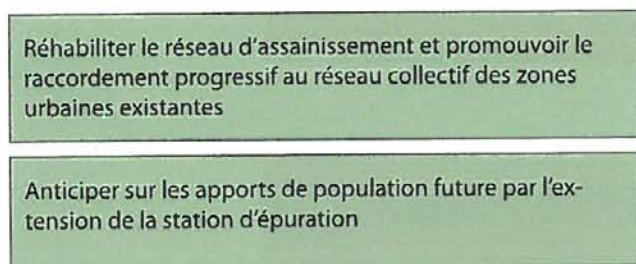 Réhabiliter le réseau d'assainissement et promouvoir le
raccordement progressif au réseau collectif des zones
urbaines existantes
Anticiper sur les apports de population future par l'ex-
tension de la station d'épuration